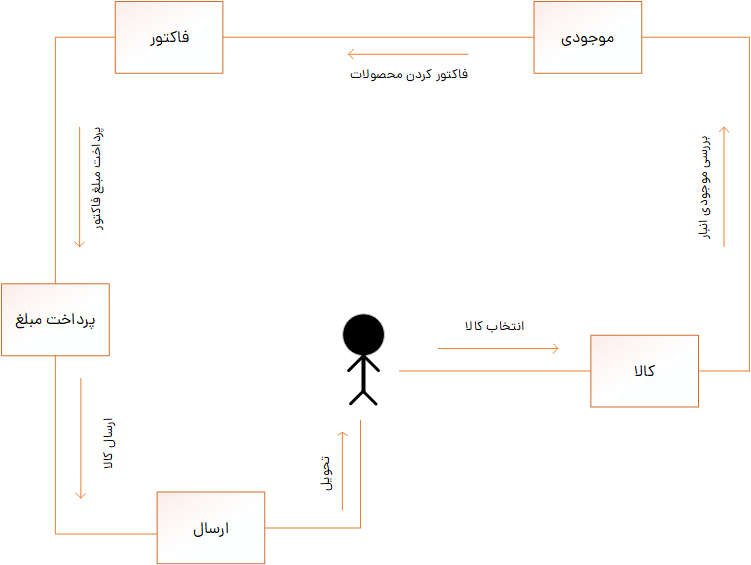 فاکتور
موجودی
فاکتور کردن محصولات
پرداخت مبلغ فاکتور
بررسی موجودی انبار
پرداخت مبلغ
انتخاب کالا
کالا
ارسال کالا
تحویل
ارسال